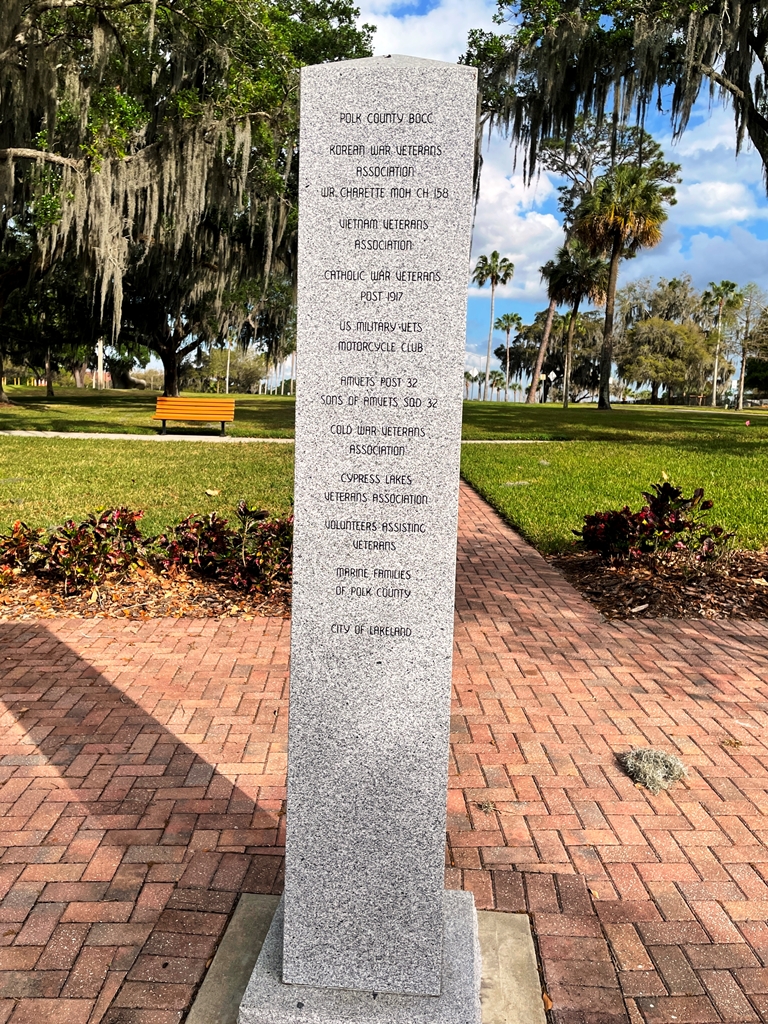 POLK COUNTY BOCC
KOREAN WAR VETERANS
ASSOCIATION
WR. CHARETTE MOH CH 158
VIETNAM VETERANS
ASSOCIATION
CATHOLIC WAR VETERANS
POST 1917
US MILITARY VETS
MOTORCYCLE CLUB
AMVETS POST 32
SONS OF AMVETS SQD 32
COLD WAR VETERANS
ASSOCIATION
CYPRESS LAKES
VETERANS ASSOCIATION
VOLUNTEERS ASSISTING
VETERANS
MARINE FAMILIES
OF POLK COUNTY
CITY OF LAKELAND